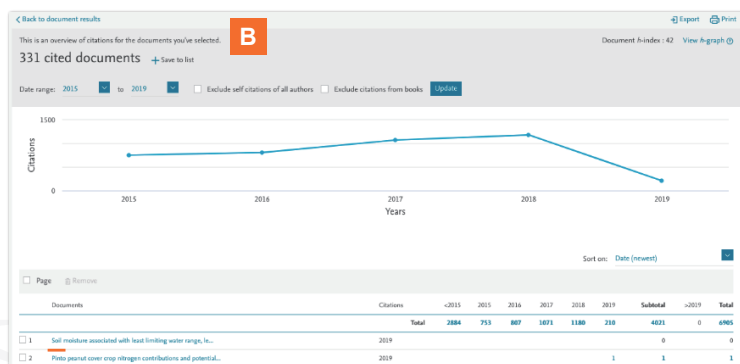 Back to document results Export Print
This is an overview of citations for the documents you've selected. B Document h-index : 42 View h-graph
331 cited documents + Save to list
Date range: 2015 to 2019 Exclude self citations of all authors Exclude citations from books Update
1500
Citations
0
2015 2016 2017 2018 2019
Years
Sort on: Date (newest)
Page Remove
Documents Citations <2015 2015 2016 2017 2018 2019 Subtotal >2019 Total
Total 2884 753 807 1071 1180 210 4021 0 6905
1 Soil moisture associated with least limiting water range, le... 2019 0 0
2 Pinto peanut cover crop nitrogen contributions and potential... 2019 1 1 1